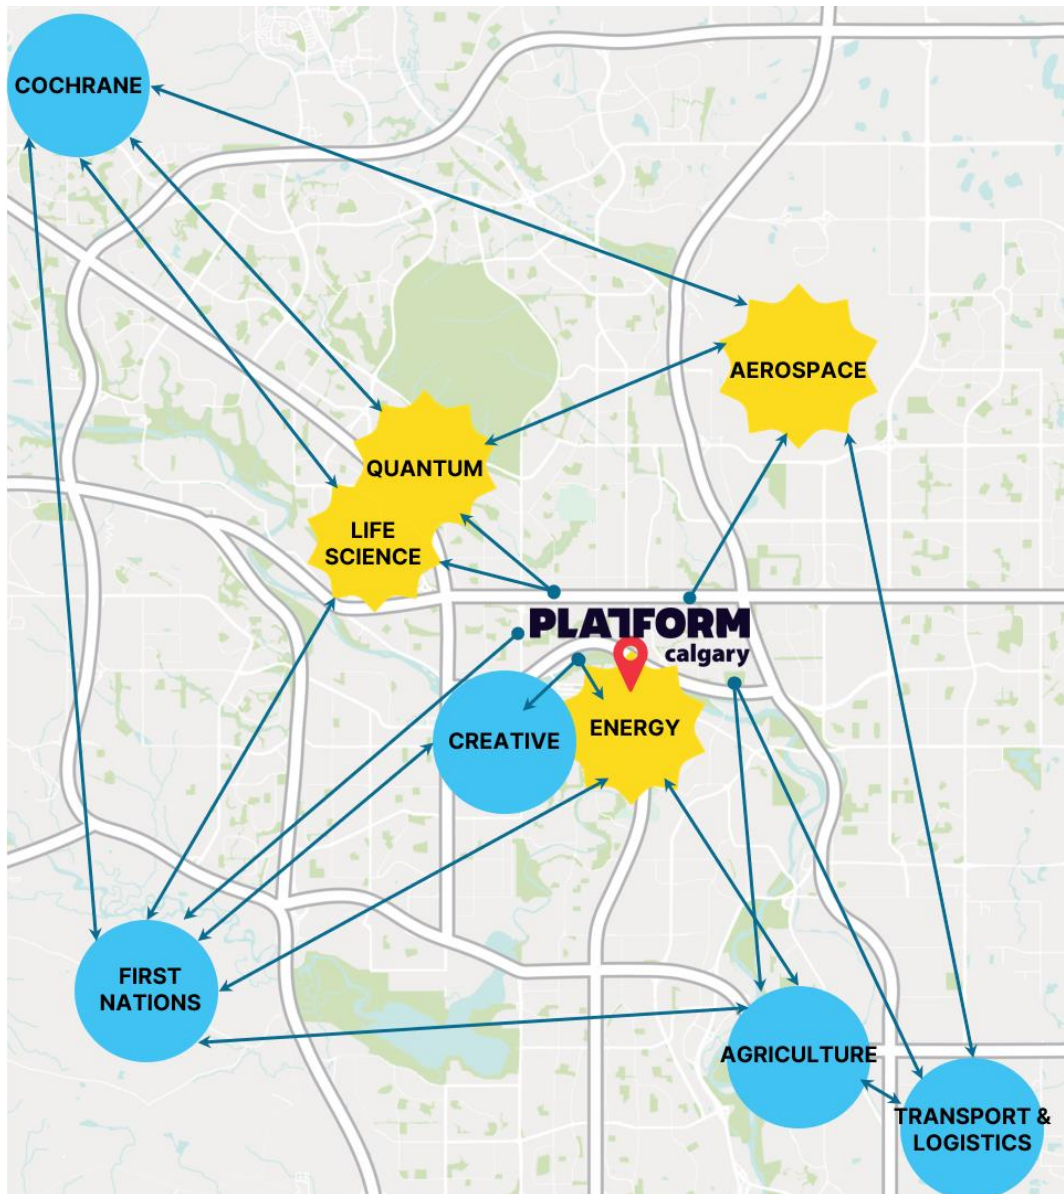 COCHRANE
AEROSPACE
QUANTUM
LIFE
SCIENCE
PLATFORM
calgary
ENERGY
CREATIVE
FIRST
NATIONS
AGRICULTURE
TRANSPORT &
LOGISTICS